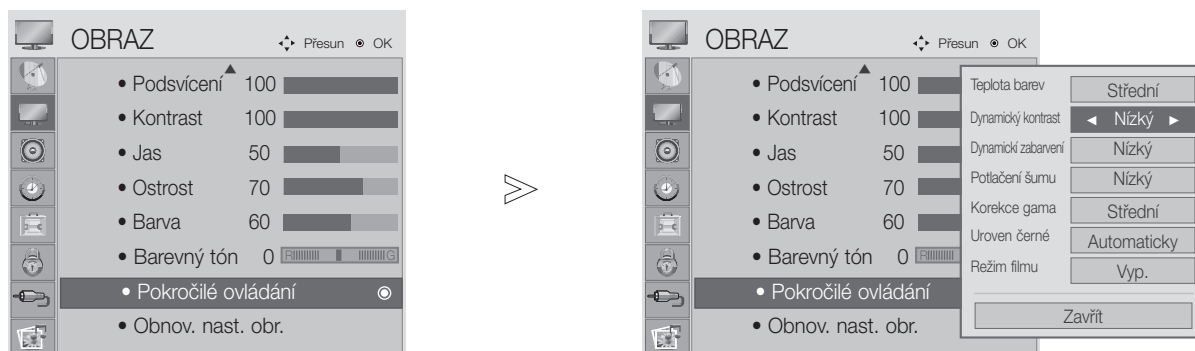 OBRAZ
Přesun OK
• Podsvícení 100
• Kontrast 100
• Jas 50
• Ostrost 70
• Barva 60
• Barevný tón 0 R G
• Pokročilé ovládání
• Obnov. nast. obr.
OBRAZ
Přesun OK
• Podsvícení 100
• Kontrast 100
• Jas 50
• Ostrost 70
• Barva 60
• Barevný tón 0 R
• Pokročilé ovládání
• Obnov. nast. obr.
Teplota barev Střední
Dynamický kontrast ◄ Nízký ►
Dynamickí zabarvení Nízký
Potlačení šumu Nízký
Korekce gama Střední
Uroven černé Automaticky
Režim filmu Vyp.
Zavřít